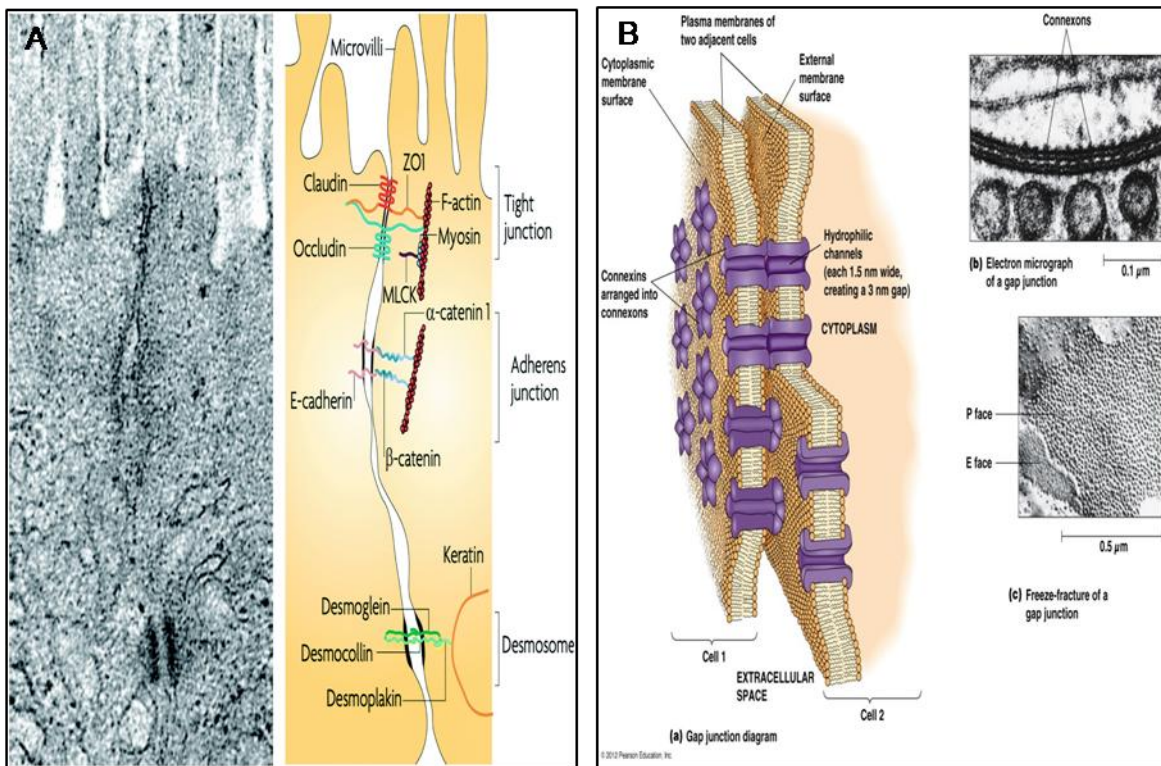 A
Microvilli
ZO1
Claudin
F-actin
Tight
junction
Myosin
Occludin
MLCK
α-catenin 1
Adherens
junction
E-cadherin
β-catenin
Keratin
Desmoglein
Desmosome
Desmocollin
Desmoplakin
B
Plasma membranes of
two adjacent cells
Cytoplasmic
membrane
surface
External
membrane
surface
Connexins
arranged into
connexons
Hydrophilic
channels
(each 1.5 nm wide,
creating a 3 nm gap)
CYTOPLASM
Cell 1
EXTRACELLULAR
SPACE
Cell 2
(a) Gap junction diagram
© 2012 Pearson Education, Inc.
Connexons
(b) Electron micrograph
of a gap junction
0.1 μm
P face
E face
0.5 μm
(c) Freeze-fracture of a
gap junction